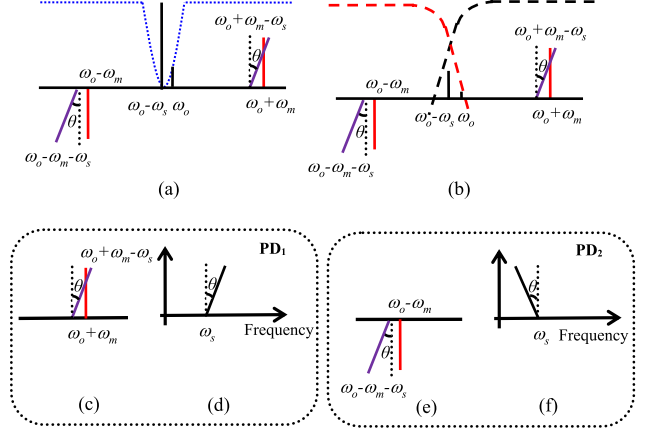 ωo+ωm-ωs
θ
ωo-ωm
ωo-ωs ωo
ωo+ωm
θ
ωo-ωm-ωs
(a)
ωo+ωm-ωs
θ
ωo-ωm
ωo-ωs ωo
ωo+ωm
θ
ωo-ωm-ωs
(b)
ωo+ωm-ωs
θ
ωo+ωm
(c)
PD1
θ
ωs
Frequency
(d)
ωo-ωm
θ
ωo-ωm-ωs
(e)
PD2
θ
ωs
Frequency
(f)